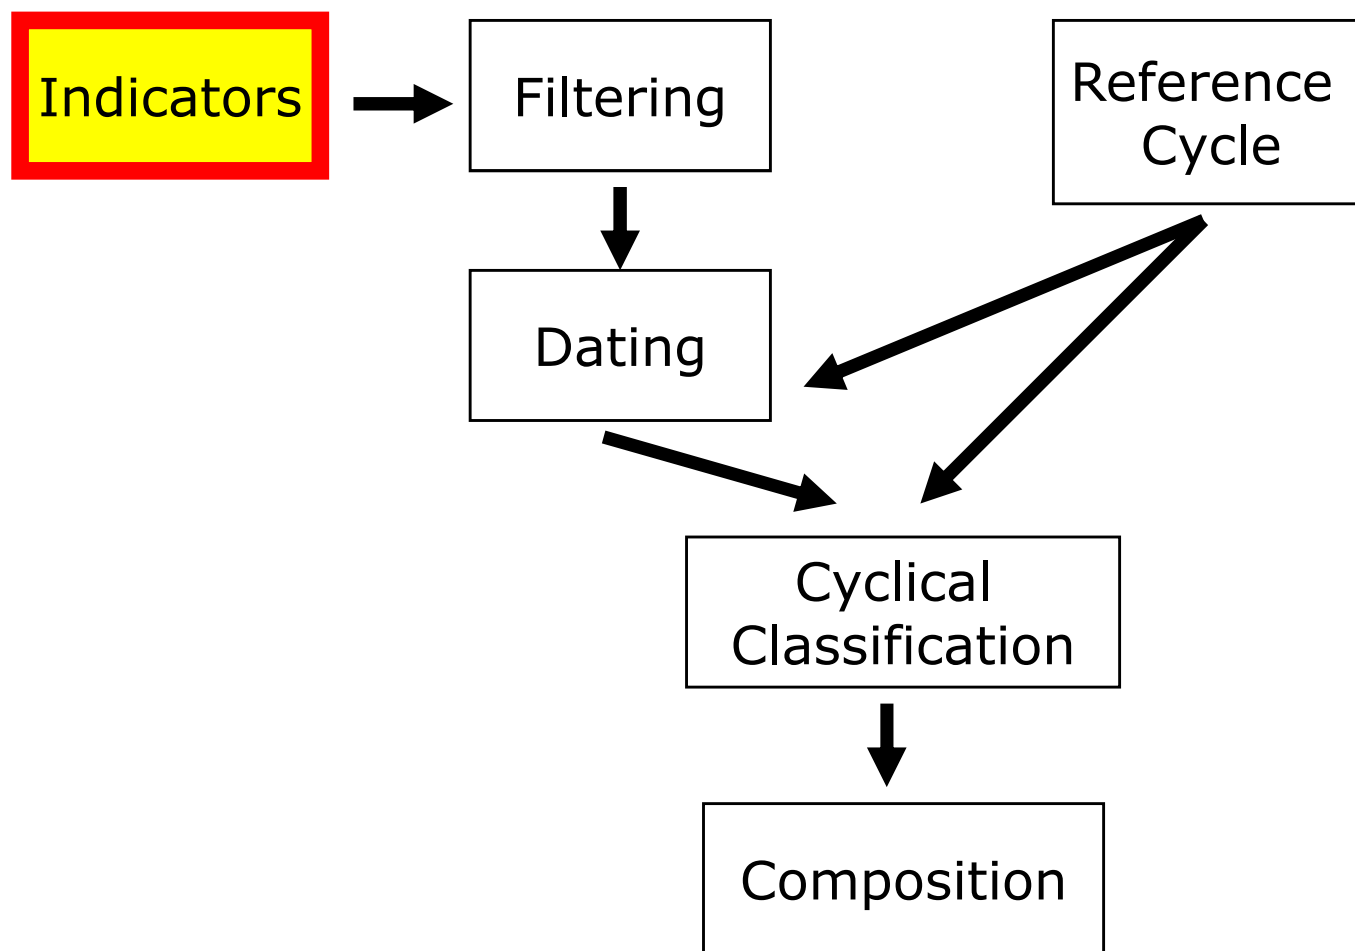 Indicators
Filtering
Reference
Cycle
Dating
Cyclical
Classification
Composition